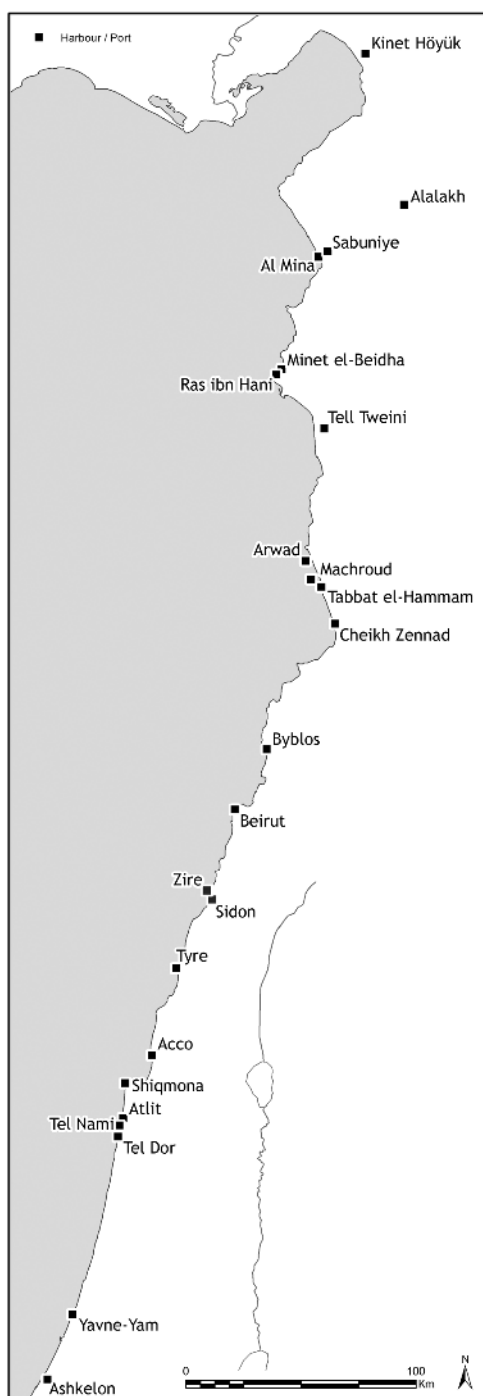 Harbour / Port
Kinet Höyük
Alalakh
Sabuniye
Al Mina
Minet el-Beidha
Ras ibn Hani
Tell Tweini
Arwad
Machroud
Tabbat el-Hammam
Cheikh Zennad
Byblos
Beirut
Zire
Sidon
Tyre
Acco
Shiqmona
Atlit
Tel Nami
Tel Dor
Yavne-Yam
N
0 100
Km
Ashkelon